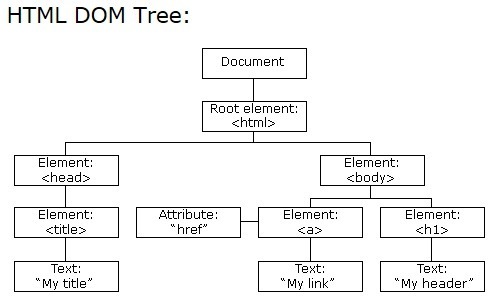 HTML DOM Tree:
Document
Root element:
<html>
Element:
<head>
Element:
<body>
Element:
<title>
Attribute:
“href”
Element:
<a>
Element:
<h1>
Text:
“My title”
Text:
“My link”
Text:
“My header”